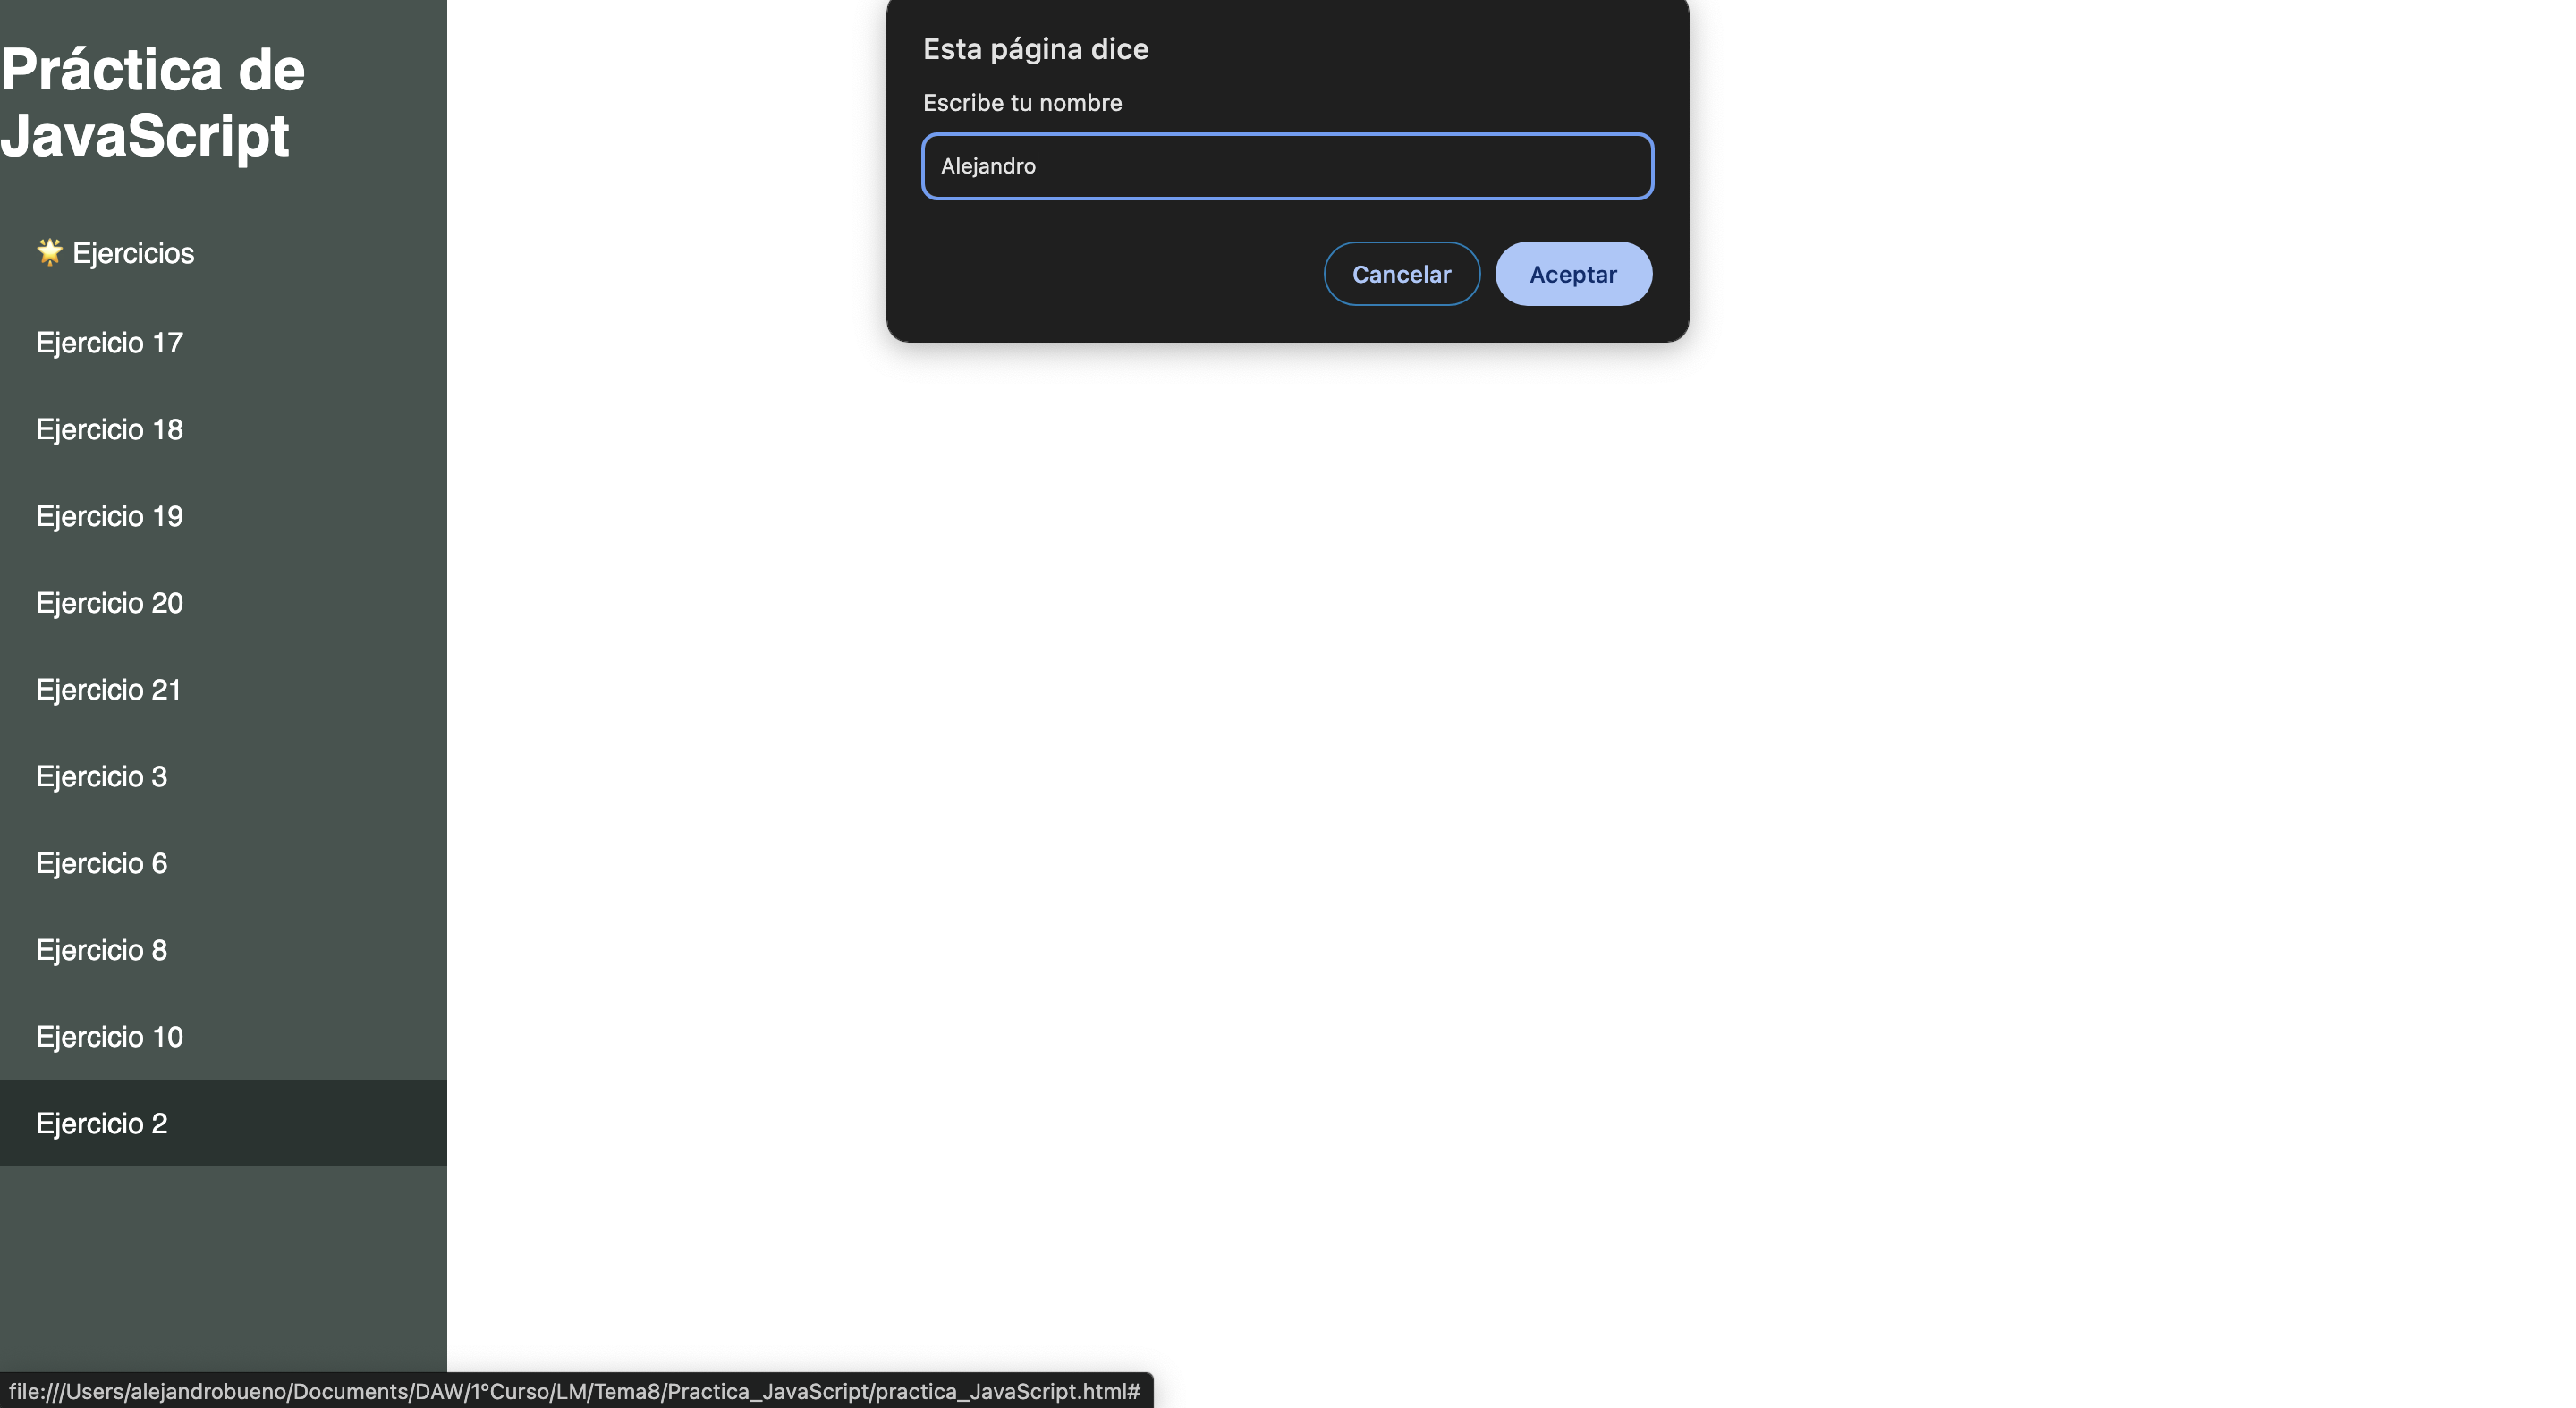 Práctica de
JavaScript
🌟 Ejercicios
Ejercicio 17
Ejercicio 18
Ejercicio 19
Ejercicio 20
Ejercicio 21
Ejercicio 3
Ejercicio 6
Ejercicio 8
Ejercicio 10
Ejercicio 2
Esta página dice
Escribe tu nombre
Alejandro
Cancelar
Aceptar
file:///Users/alejandrobueno/Documents/DAW/1ºCurso/LM/Tema8/Practica_JavaScript/practica_JavaScript.html#